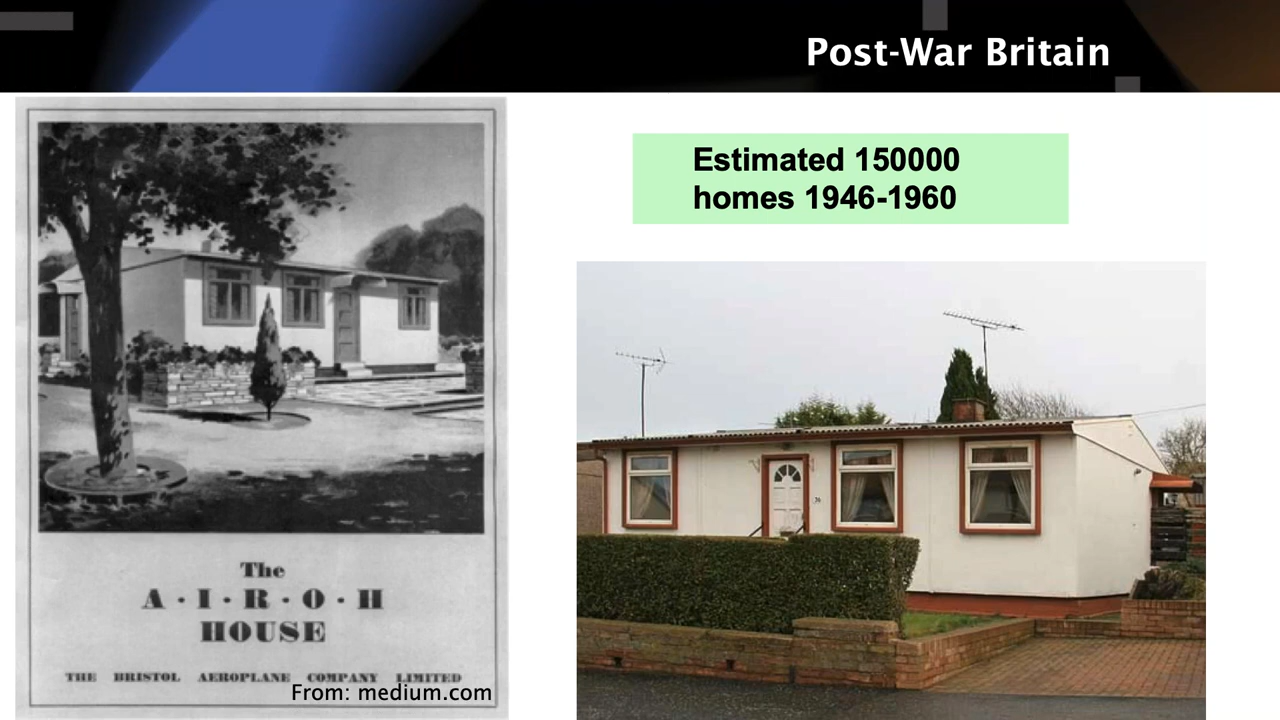 Post-War Britain
Estimated 150000
homes 1946-1960
The
A·I·R·O·H
HOUSE
THE BRISTOL AEROPLANE COMPANY LIMITED
From: medium.com